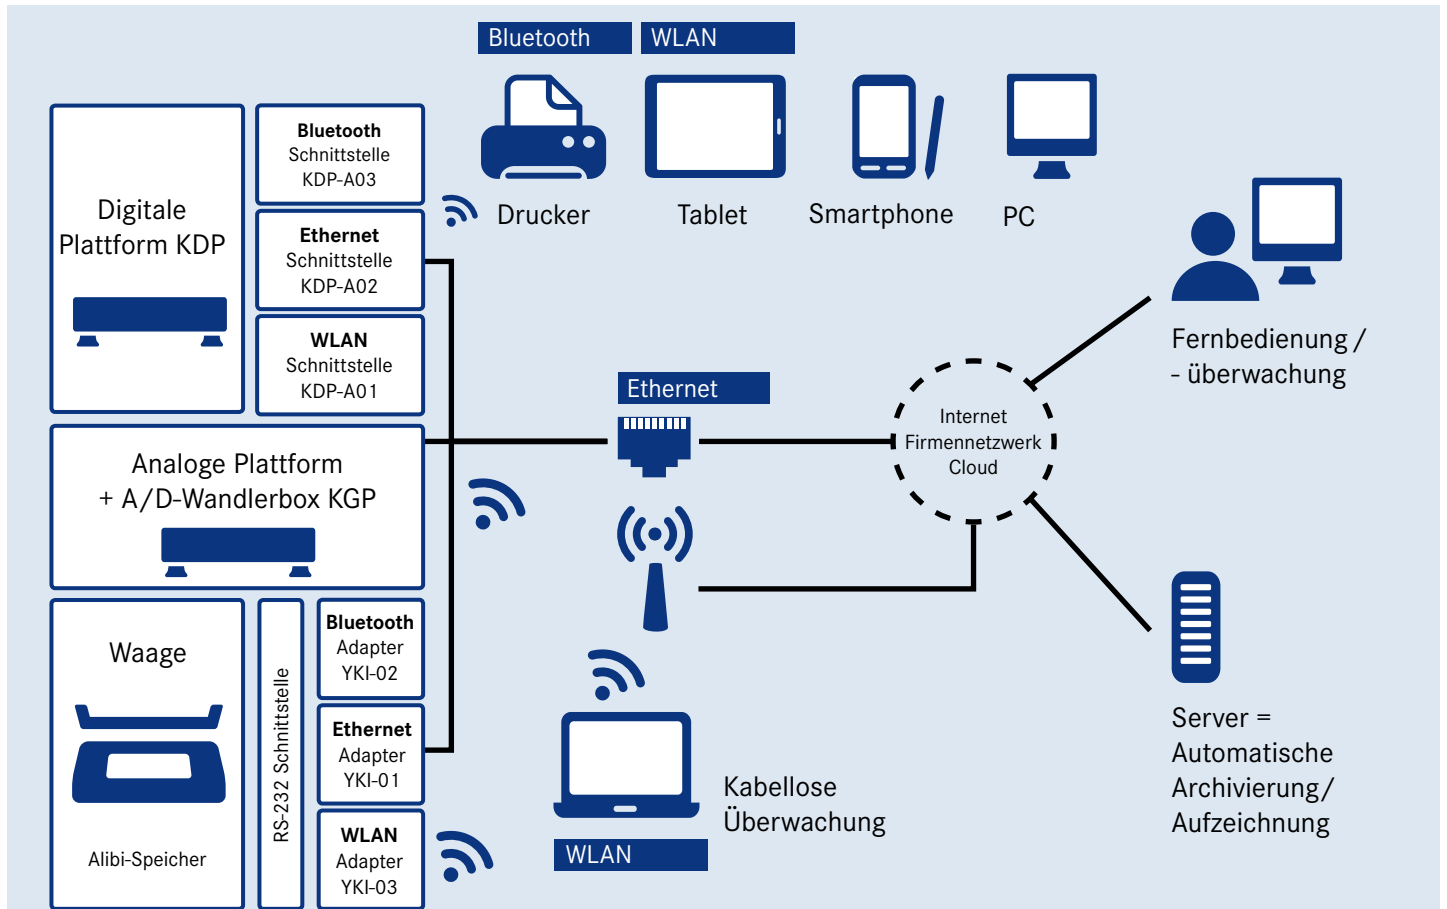 Bluetooth
WLAN
Drucker
Tablet
Smartphone
PC
Digitale
Plattform KDP
Bluetooth
Schnittstelle
KDP-A03
Ethernet
Schnittstelle
KDP-A02
WLAN
Schnittstelle
KDP-A01
Analoge Plattform
+ A/D-Wandlerbox KGP
Waage
Alibi-Speicher
RS-232 Schnittstelle
Bluetooth
Adapter
YKI-02
Ethernet
Adapter
YKI-01
WLAN
Adapter
YKI-03
Ethernet
Internet
Firmennetzwerk
Cloud
Fernbedienung /
- überwachung
Kabellose
Überwachung
WLAN
Server =
Automatische
Archivierung/
Aufzeichnung